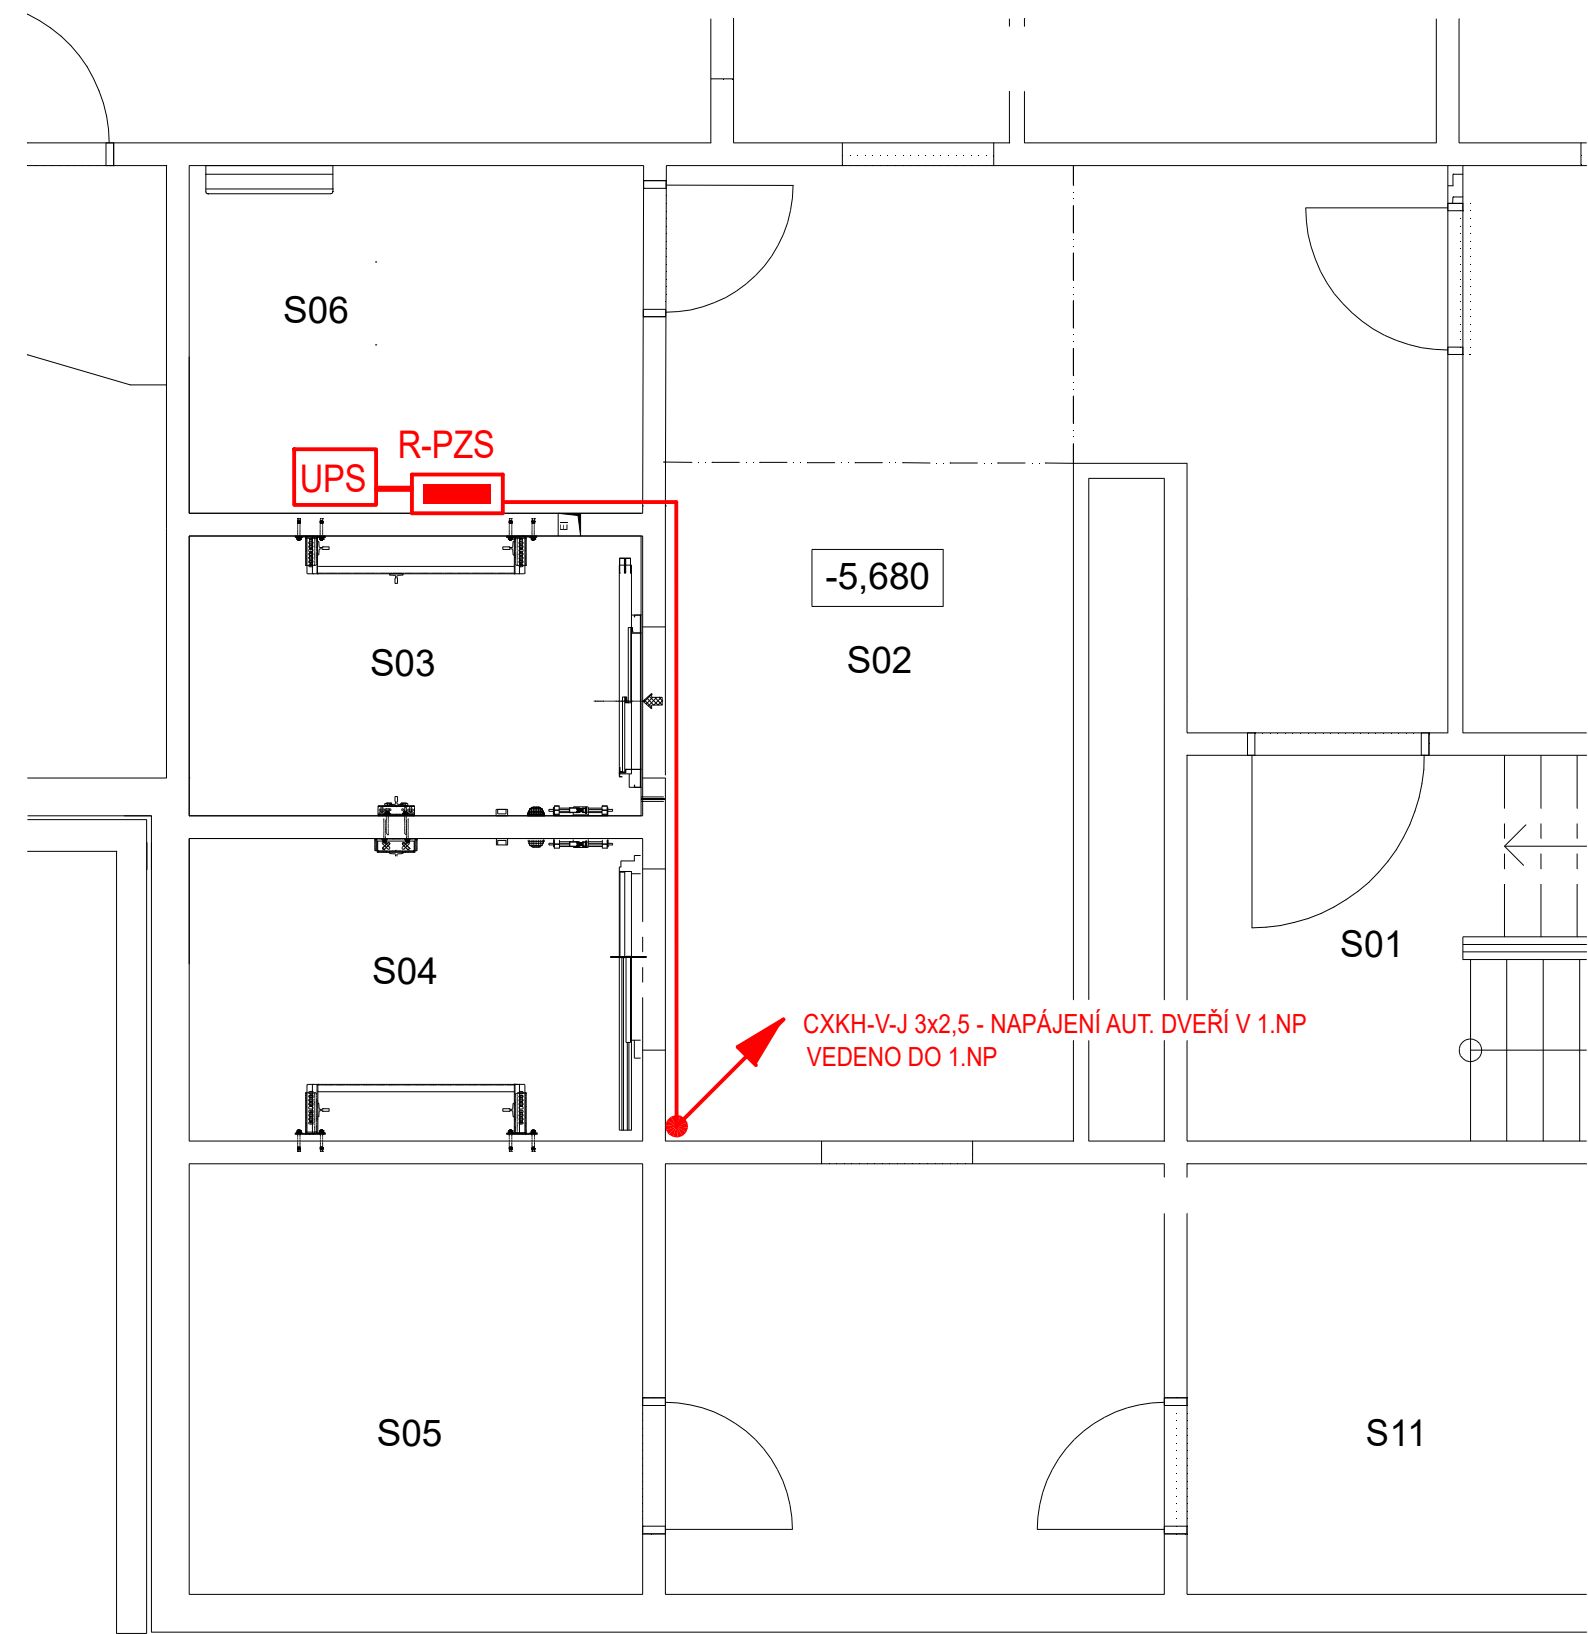 S06
R-PZS
UPS
EI
-5,680
S03
S02
S01
S04
CXKH-V-J 3x2,5 - NAPÁJENÍ AUT. DVEŘÍ V 1.NP
VEDENO DO 1.NP
S05
S11